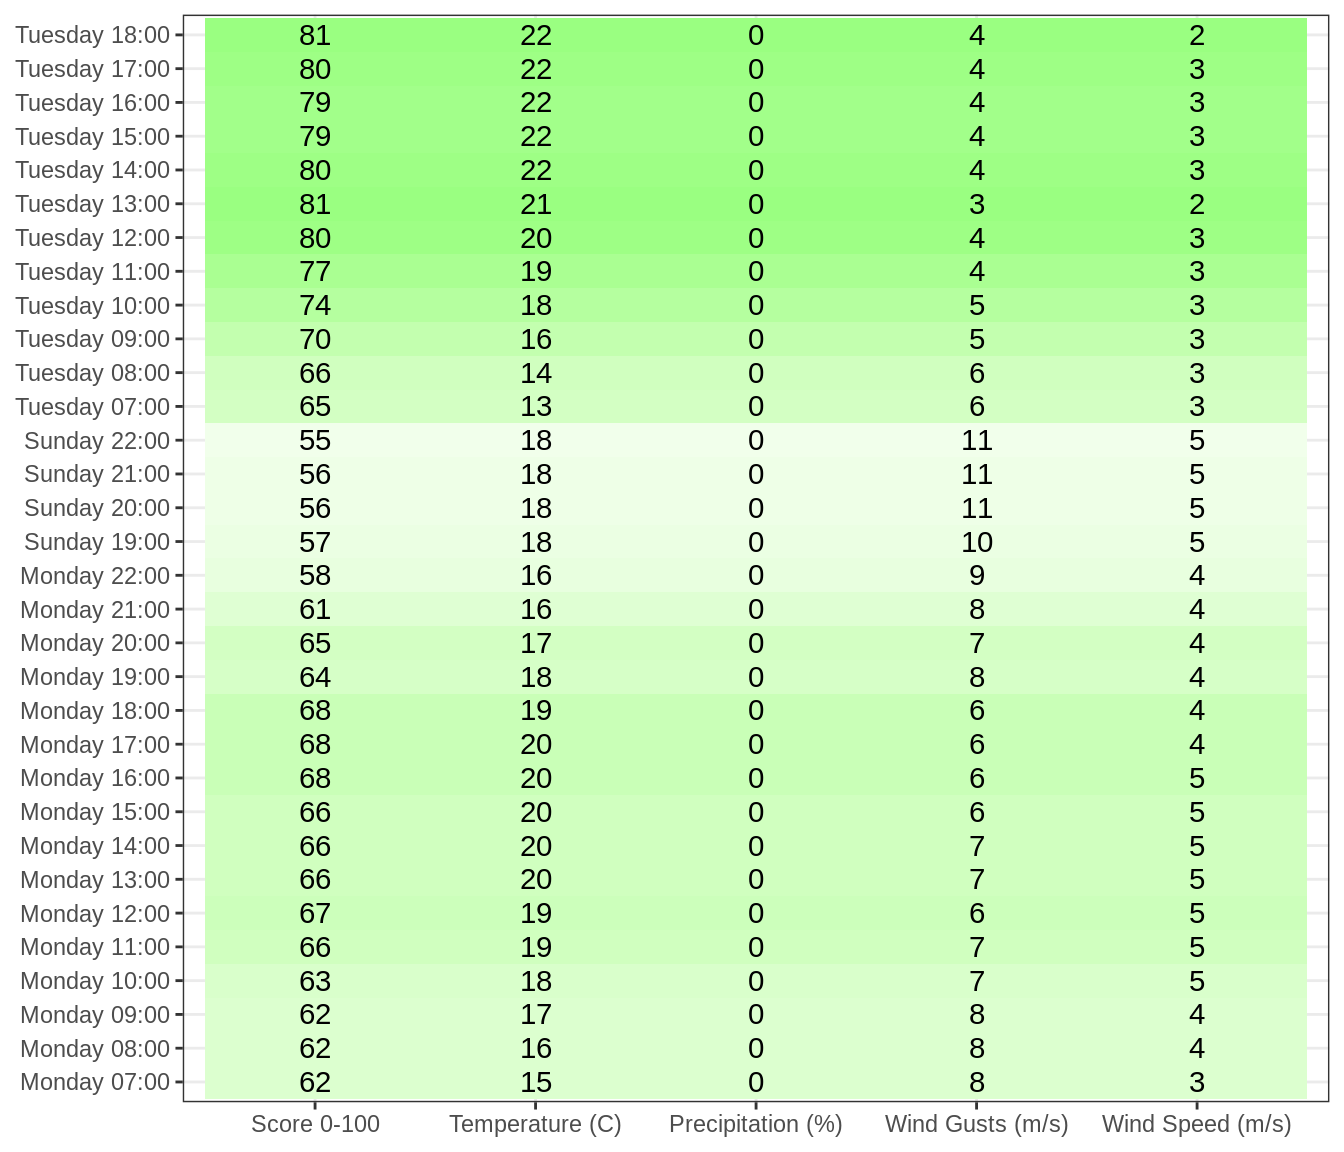 Tuesday 18:00 81 22 0 4 2
Tuesday 17:00 80 22 0 4 3
Tuesday 16:00 79 22 0 4 3
Tuesday 15:00 79 22 0 4 3
Tuesday 14:00 80 22 0 4 3
Tuesday 13:00 81 21 0 3 2
Tuesday 12:00 80 20 0 4 3
Tuesday 11:00 77 19 0 4 3
Tuesday 10:00 74 18 0 5 3
Tuesday 09:00 70 16 0 5 3
Tuesday 08:00 66 14 0 6 3
Tuesday 07:00 65 13 0 6 3
Sunday 22:00 55 18 0 11 5
Sunday 21:00 56 18 0 11 5
Sunday 20:00 56 18 0 11 5
Sunday 19:00 57 18 0 10 5
Monday 22:00 58 16 0 9 4
Monday 21:00 61 16 0 8 4
Monday 20:00 65 17 0 7 4
Monday 19:00 64 18 0 8 4
Monday 18:00 68 19 0 6 4
Monday 17:00 68 20 0 6 4
Monday 16:00 68 20 0 6 5
Monday 15:00 66 20 0 6 5
Monday 14:00 66 20 0 7 5
Monday 13:00 66 20 0 7 5
Monday 12:00 67 19 0 6 5
Monday 11:00 66 19 0 7 5
Monday 10:00 63 18 0 7 5
Monday 09:00 62 17 0 8 4
Monday 08:00 62 16 0 8 4
Monday 07:00 62 15 0 8 3
Score 0-100 Temperature (C) Precipitation (%) Wind Gusts (m/s) Wind Speed (m/s)